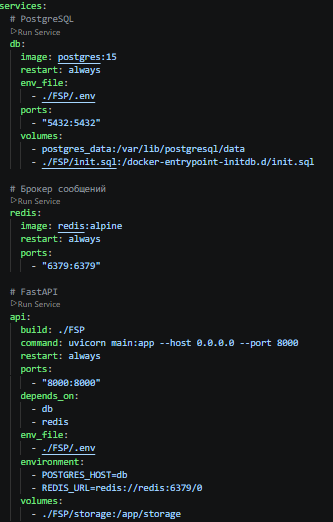 services:
# PostgreSQL
▷Run Service
db:
image: postgres:15
restart: always
env_file:
- ./FSP/.env
ports:
- "5432:5432"
volumes:
- postgres_data:/var/lib/postgresql/data
- ./FSP/init.sql:/docker-entrypoint-initdb.d/init.sql
# Брокер сообщений
▷Run Service
redis:
image: redis:alpine
restart: always
ports:
- "6379:6379"
# FastAPI
▷Run Service
api:
build: ./FSP
command: uvicorn main:app --host 0.0.0.0 --port 8000
restart: always
ports:
- "8000:8000"
depends_on:
- db
- redis
env_file:
- ./FSP/.env
environment:
- POSTGRES_HOST=db
- REDIS_URL=redis://redis:6379/0
volumes:
- ./FSP/storage:/app/storage